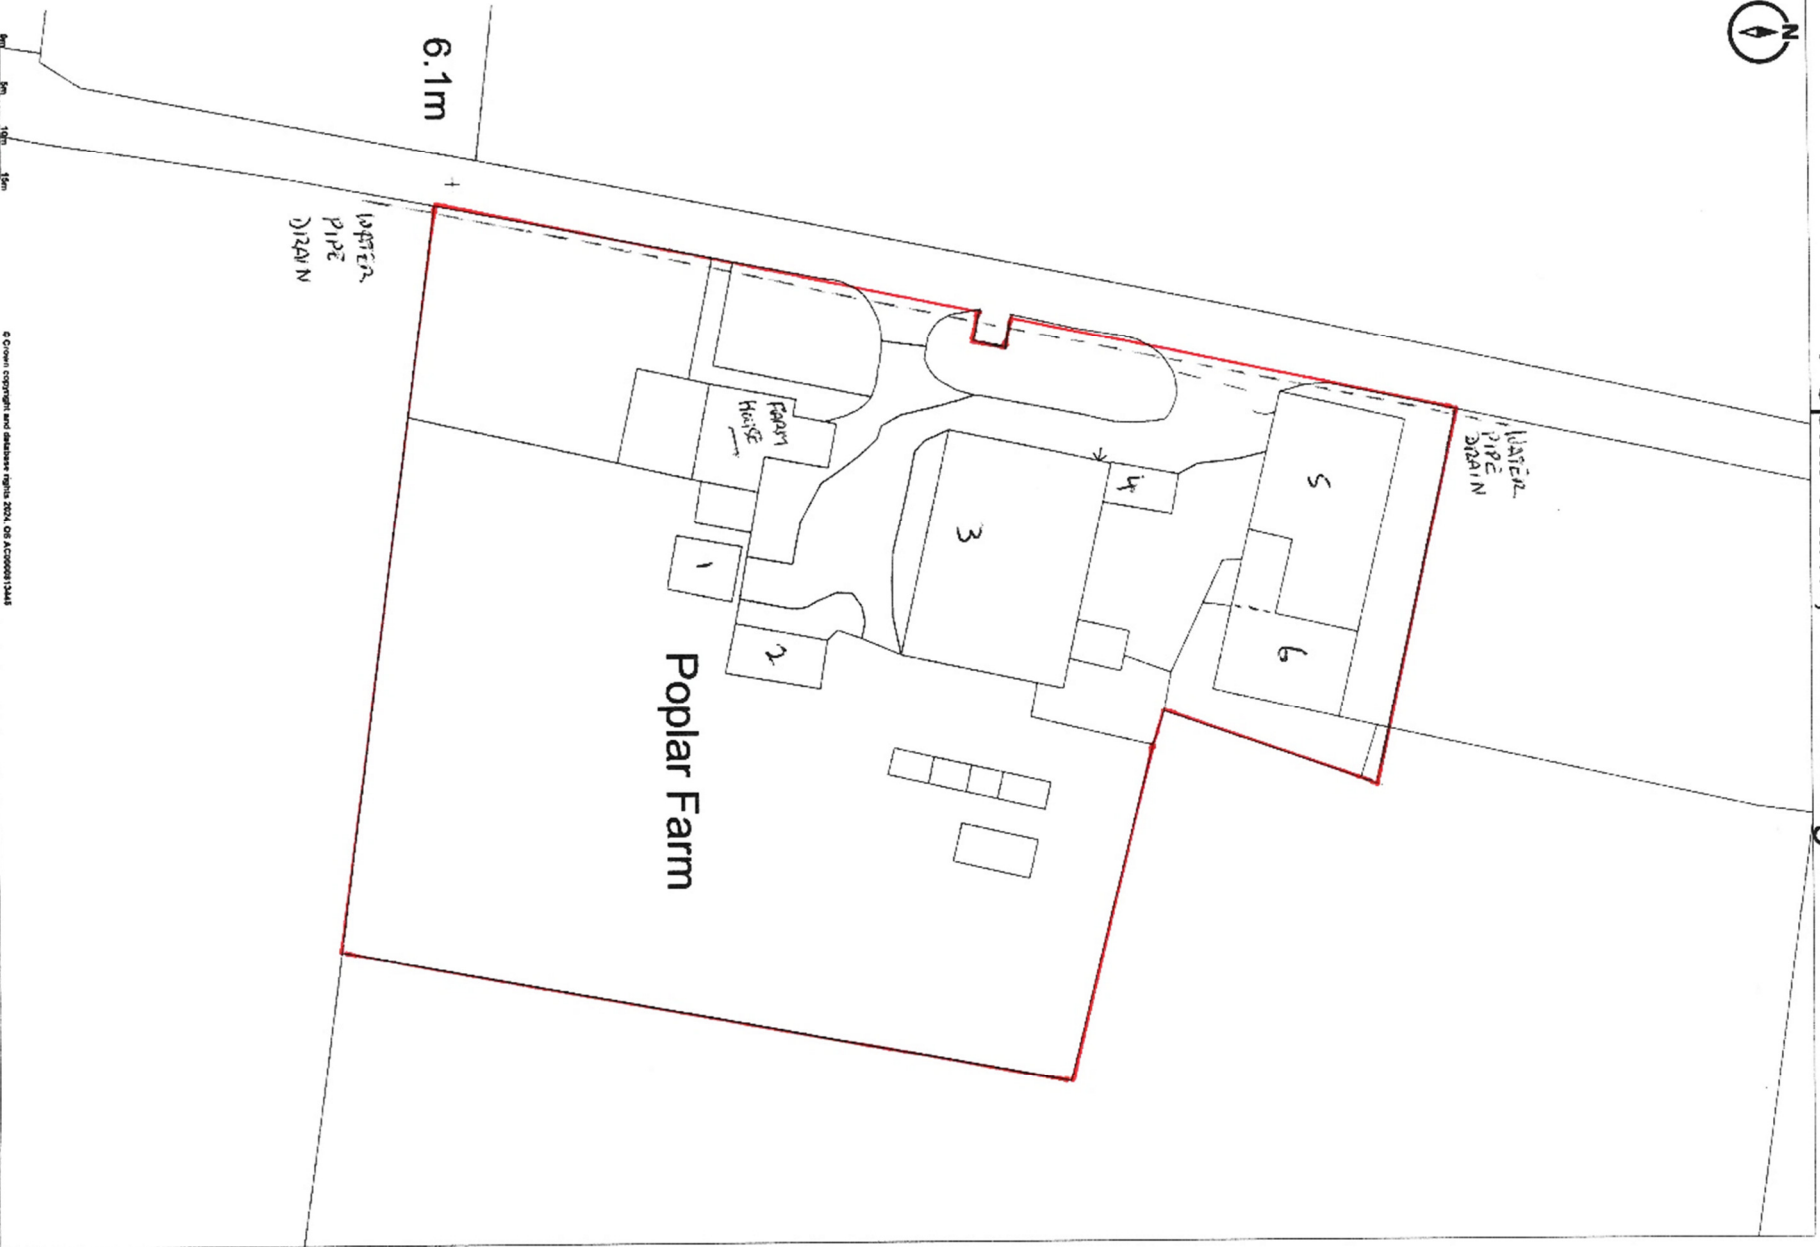 N
6.1m
0m
5m
10m
15m
WATER
PIPE
DRAIN
WATER
PIPE
DRAIN
FARM
HOUSE
1
2
3
4
5
6
Poplar Farm
© Crown copyright and database rights 2024. OS AC0000813445